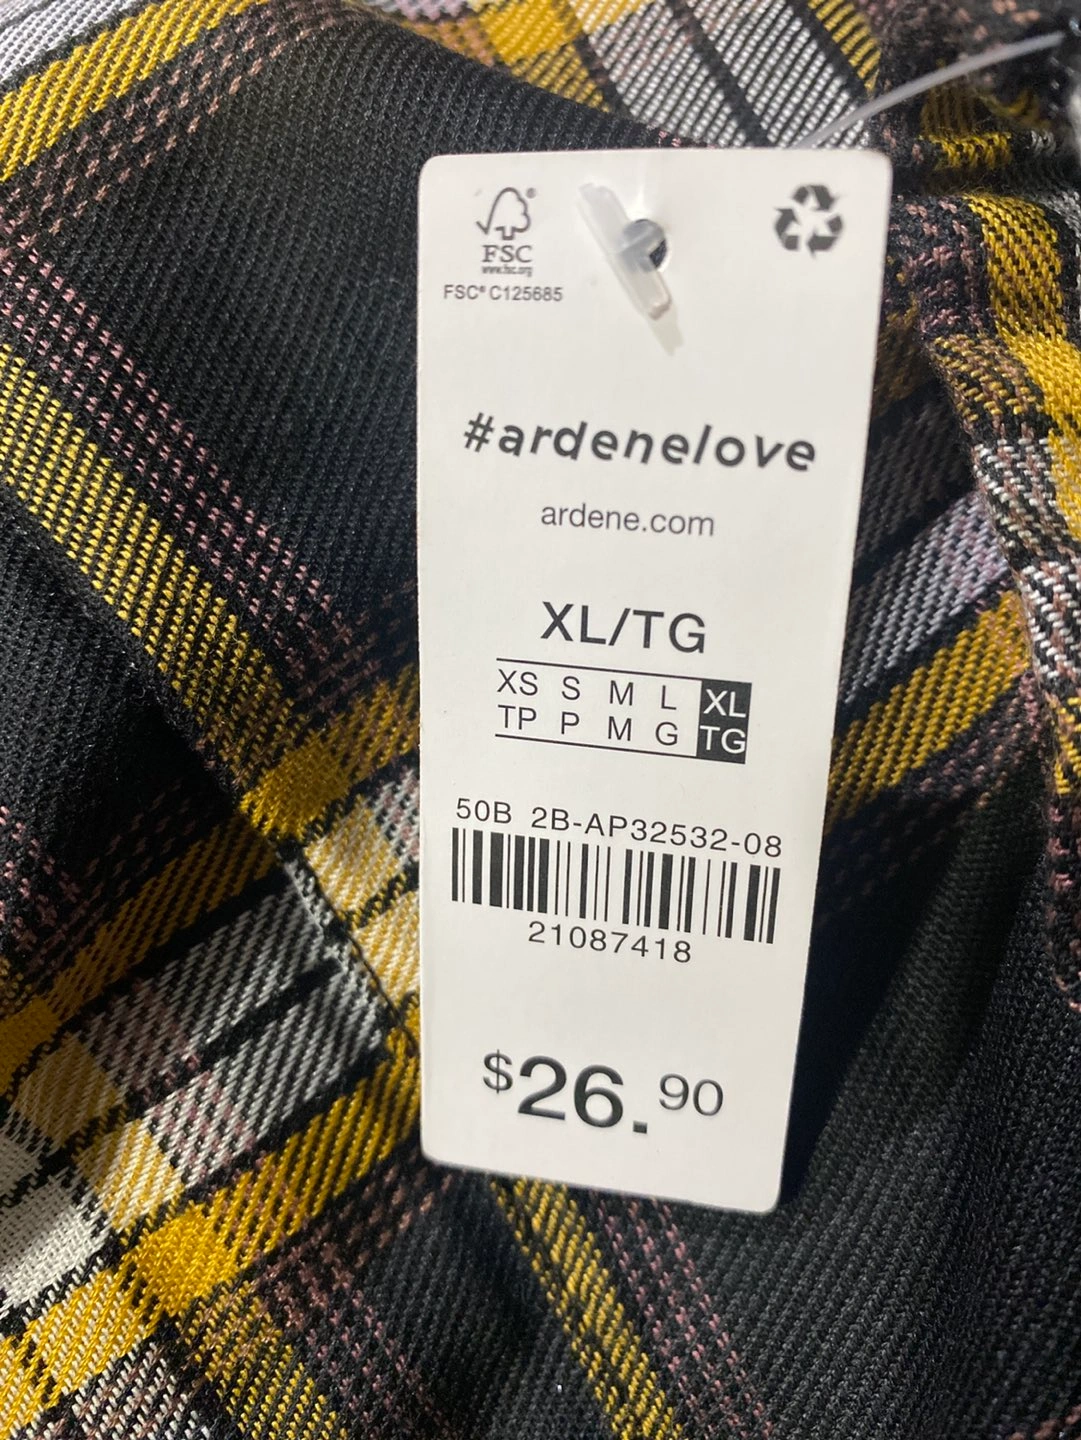 FSC®
www.fsc.org
FSC® C125685
#ardenelove
ardene.com
XL/TG
XS S M L XL
TP P M G TG
50B 2B-AP32532-08
21087418
$26.90